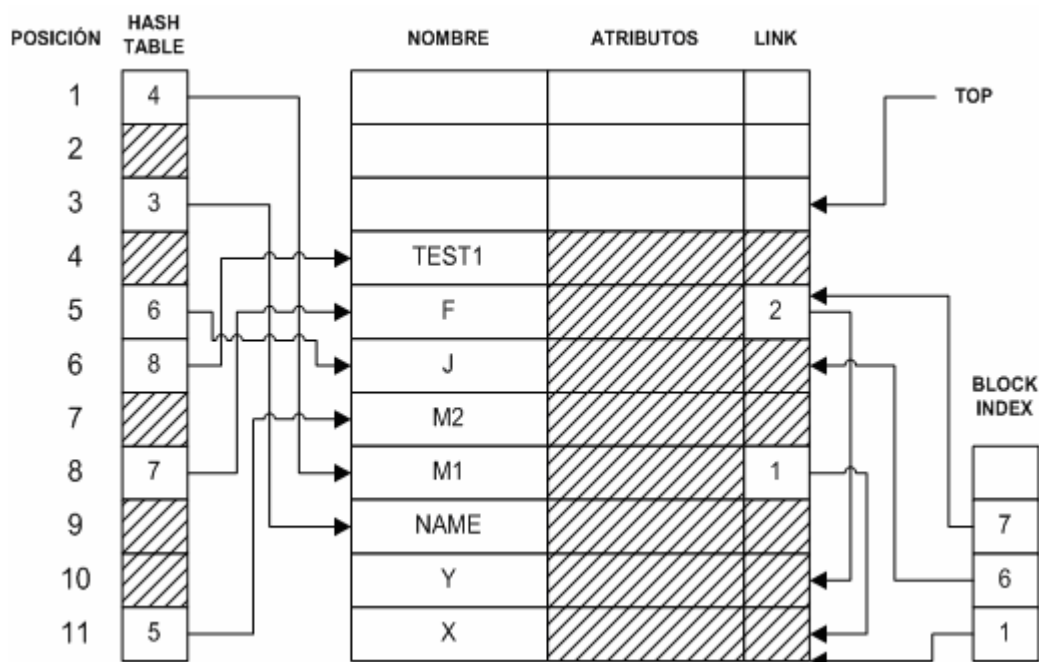 POSICIÓN HASH TABLE NOMBRE ATRIBUTOS LINK
1 4 TOP
2
3 3
4 TEST1
5 6 F 2
6 8 J
7 M2
8 7 M1 1
9 NAME
10 Y
11 5 X
BLOCK INDEX
7
6
1